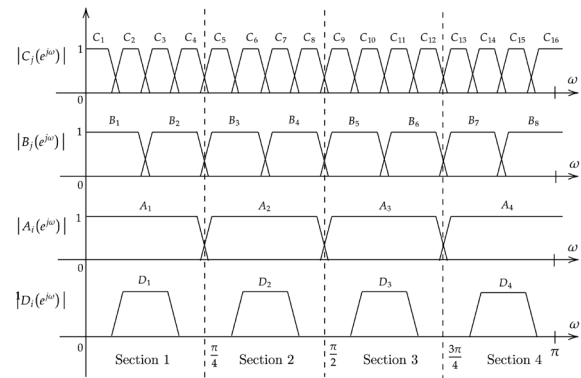 C₁ C₂ C₃ C₄ C₅ C₆ C₇ C₈ C₉ C₁₀ C₁₁ C₁₂ C₁₃ C₁₄ C₁₅ C₁₆
|Cⱼ(e^{jω})| 1 ω
0
B₁ B₂ B₃ B₄ B₅ B₆ B₇ B₈
|Bⱼ(e^{jω})| 1 ω
0
A₁ A₂ A₃ A₄
|Aᵢ(e^{jω})| 1 ω
0
D₁ D₂ D₃ D₄
1
|Dᵢ(e^{jω})| ω
0
Section 1 π/4 Section 2 π/2 Section 3 3π/4 Section 4 π